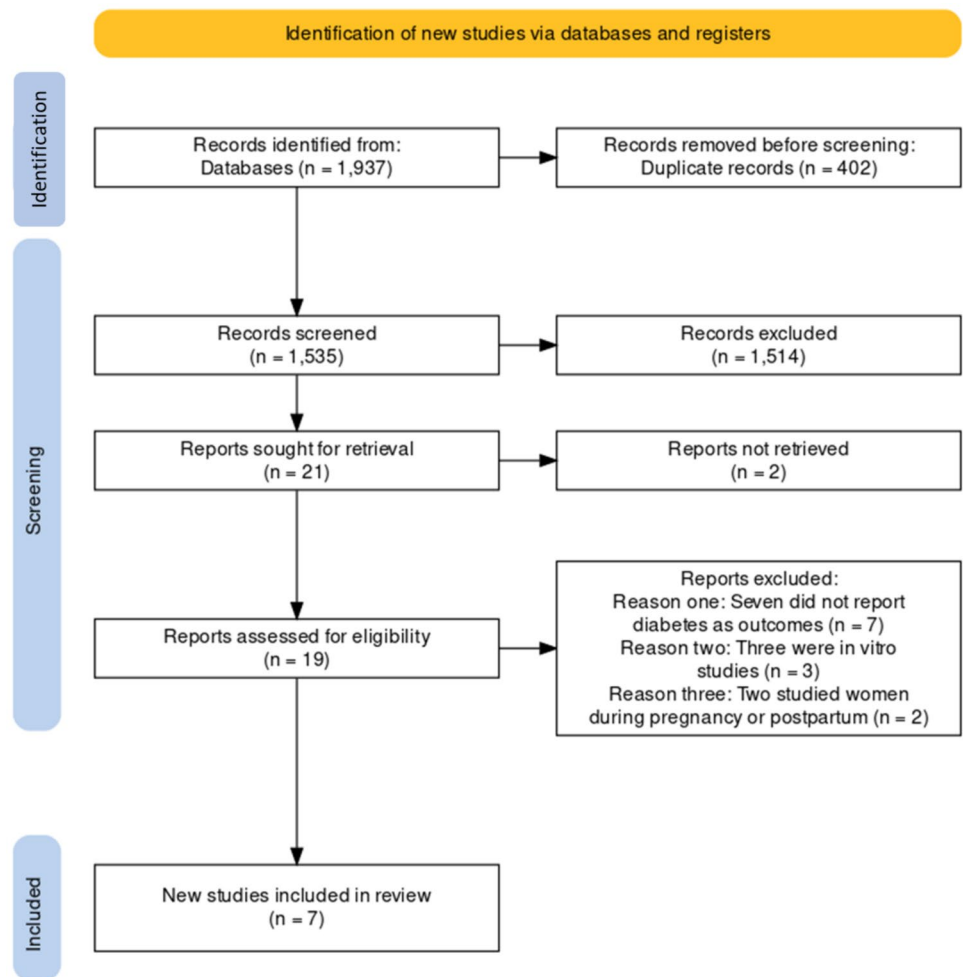 Identification of new studies via databases and registers
Identification
Records identified from:
Databases (n = 1,937)
Records removed before screening:
Duplicate records (n = 402)
Screening
Records screened
(n = 1,535)
Records excluded
(n = 1,514)
Reports sought for retrieval
(n = 21)
Reports not retrieved
(n = 2)
Reports assessed for eligibility
(n = 19)
Reports excluded:
Reason one: Seven did not report
diabetes as outcomes (n = 7)
Reason two: Three were in vitro
studies (n = 3)
Reason three: Two studied women
during pregnancy or postpartum (n = 2)
Included
New studies included in review
(n = 7)